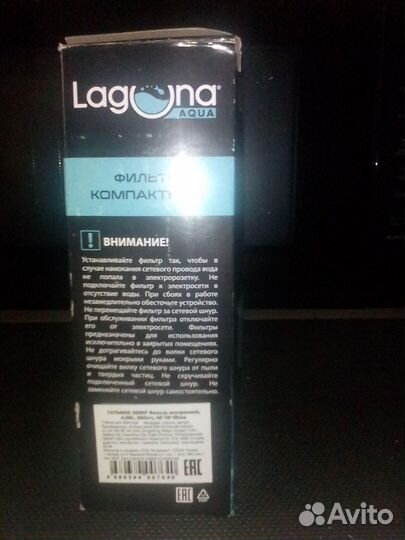 Laguna®
AQUA
ФИЛЬТР
КОМПАКТН
! ВНИМАНИЕ!
Устанавливайте фильтр так, чтобы в
случае намокания сетевого провода вода
не попала в электророзетку. Не
подключайте фильтр к электросети в
отсутствие воды. При сбоях в работе
незамедлительно обесточьте устройство.
Не перемещайте фильтр за сетевой шнур.
При обслуживании фильтра отключайте
его от электросети. Фильтры
предназначены для использования
исключительно в закрытых помещениях.
Не дотрагивайтесь до вилки сетевого
шнура мокрыми руками. Регулярно
очищайте вилку сетевого шнура от пыли
и твердых частиц. Не скручивайте
подключенный сетевой шнур. Не
заменяйте сетевой шнур самостоятельно.
Фильтр внутренний,
EAC
EAC
Avito